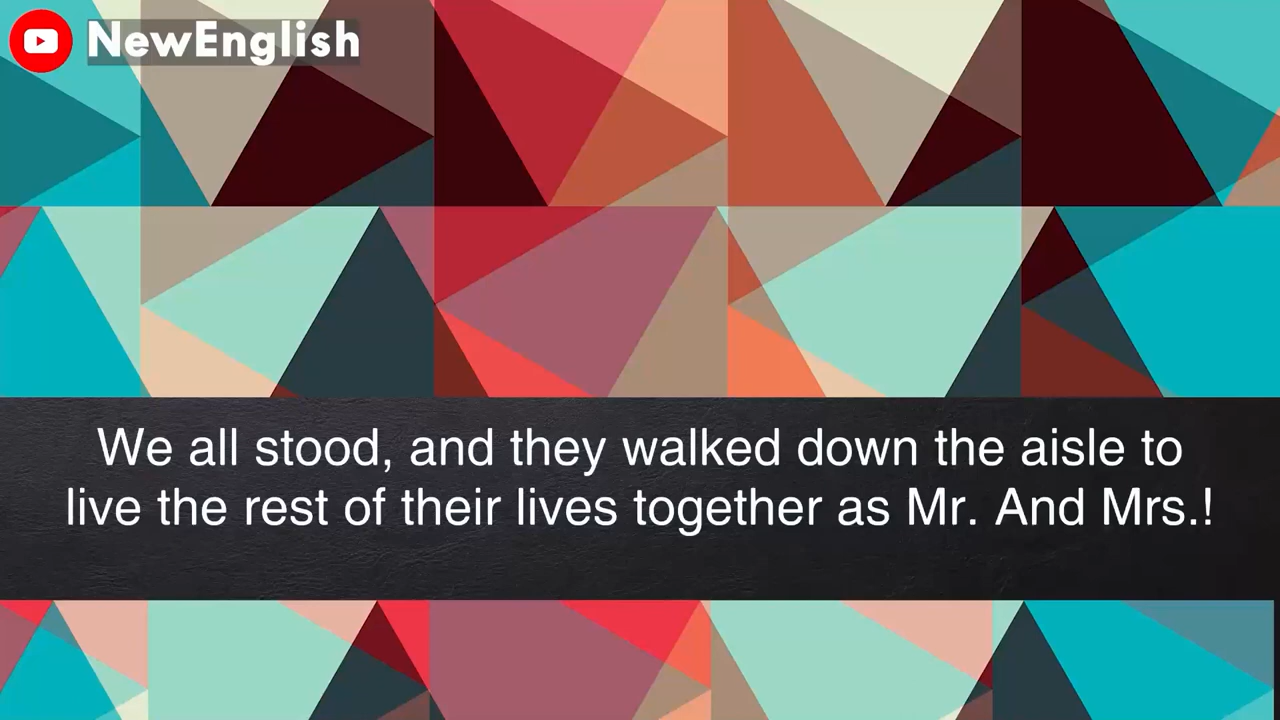 NewEnglish
We all stood, and they walked down the aisle to
live the rest of their lives together as Mr. And Mrs.!